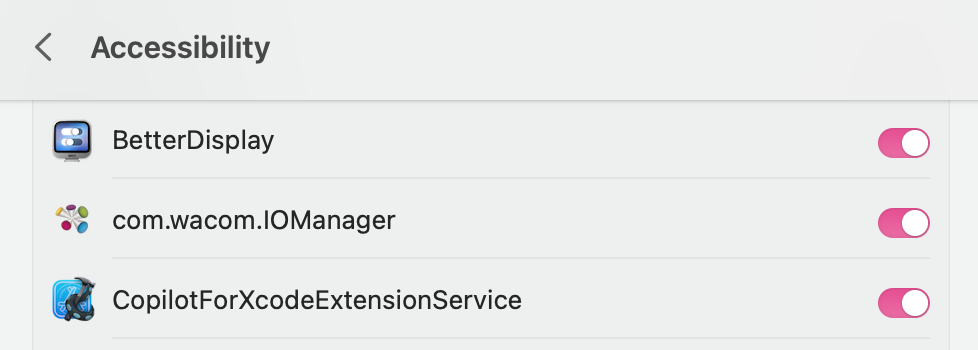 Accessibility
BetterDisplay
com.wacom.IOManager
CopilotForXcodeExtensionService